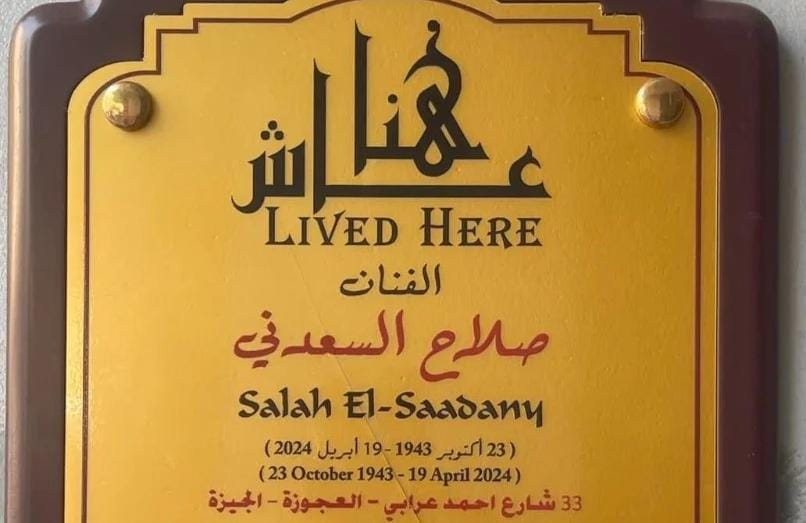 هنا
عاش
LIVED HERE
الفنان
صلاح السعدني
Salah El-Saadany
( 23 أكتوبر 1943 - 19 أبريل 2024 )
( 23 October 1943 - 19 April 2024 )
33 شارع احمد عرابي - العجوزة - الجيزة